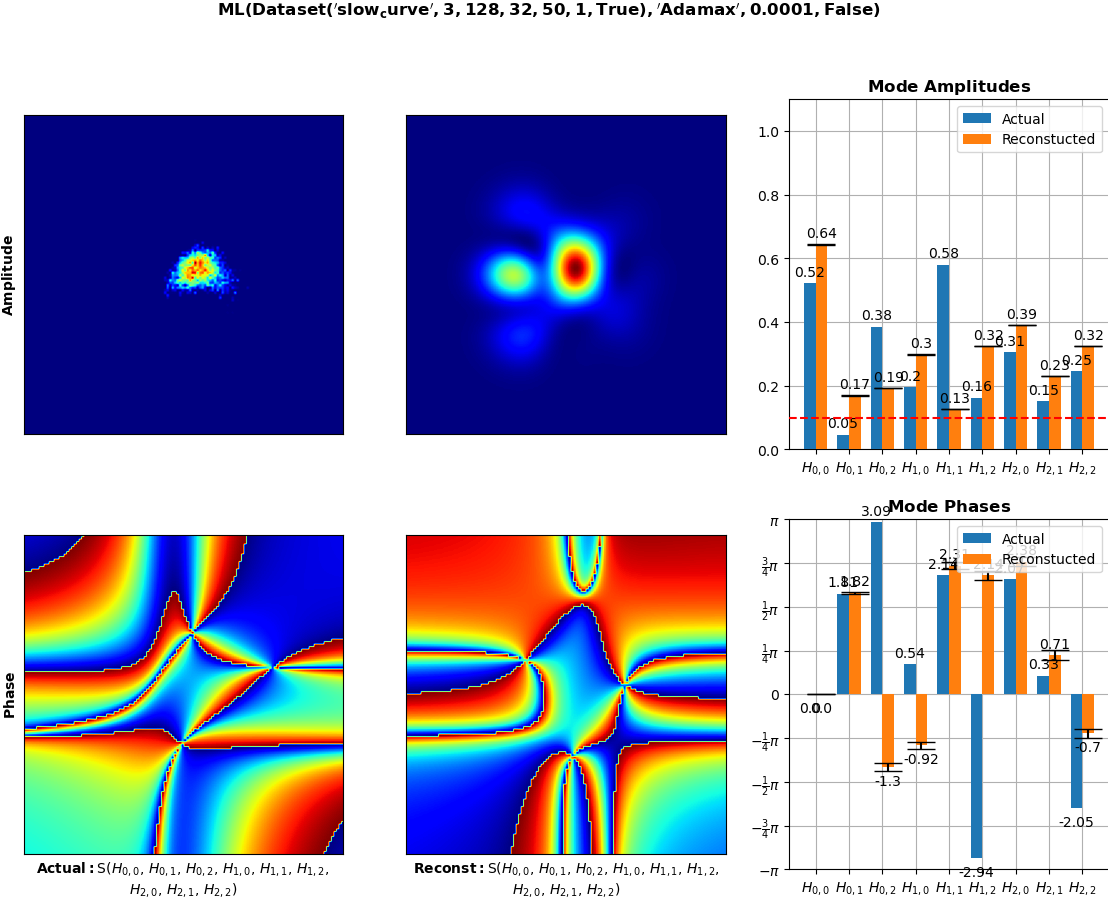 ML(Dataset('slow_curve', 3, 128, 32, 50, 1, True), 'Adamax', 0.0001, False)
Amplitude
Mode Amplitudes
Actual
Reconstucted
1.0
0.8
0.6
0.4
0.2
0.0
0.52
0.64
0.05
0.17
0.38
0.19
0.2
0.3
0.58
0.13
0.16
0.32
0.31
0.39
0.15
0.23
0.25
0.32
H0,0 H0,1 H0,2 H1,0 H1,1 H1,2 H2,0 H2,1 H2,2
Phase
Mode Phases
Actual
Reconstucted
π
3/4π
1/2π
1/4π
0
−1/4π
−1/2π
−3/4π
−π
0.0
0.0
1.82
3.09
-1.3
0.54
-0.92
2.14
-2.94
2.38
0.33
0.71
-2.05
-0.7
H0,0 H0,1 H0,2 H1,0 H1,1 H1,2 H2,0 H2,1 H2,2
Actual: S(H0,0, H0,1, H0,2, H1,0, H1,1, H1,2,
H2,0, H2,1, H2,2)
Reconst: S(H0,0, H0,1, H0,2, H1,0, H1,1, H1,2,
H2,0, H2,1, H2,2)